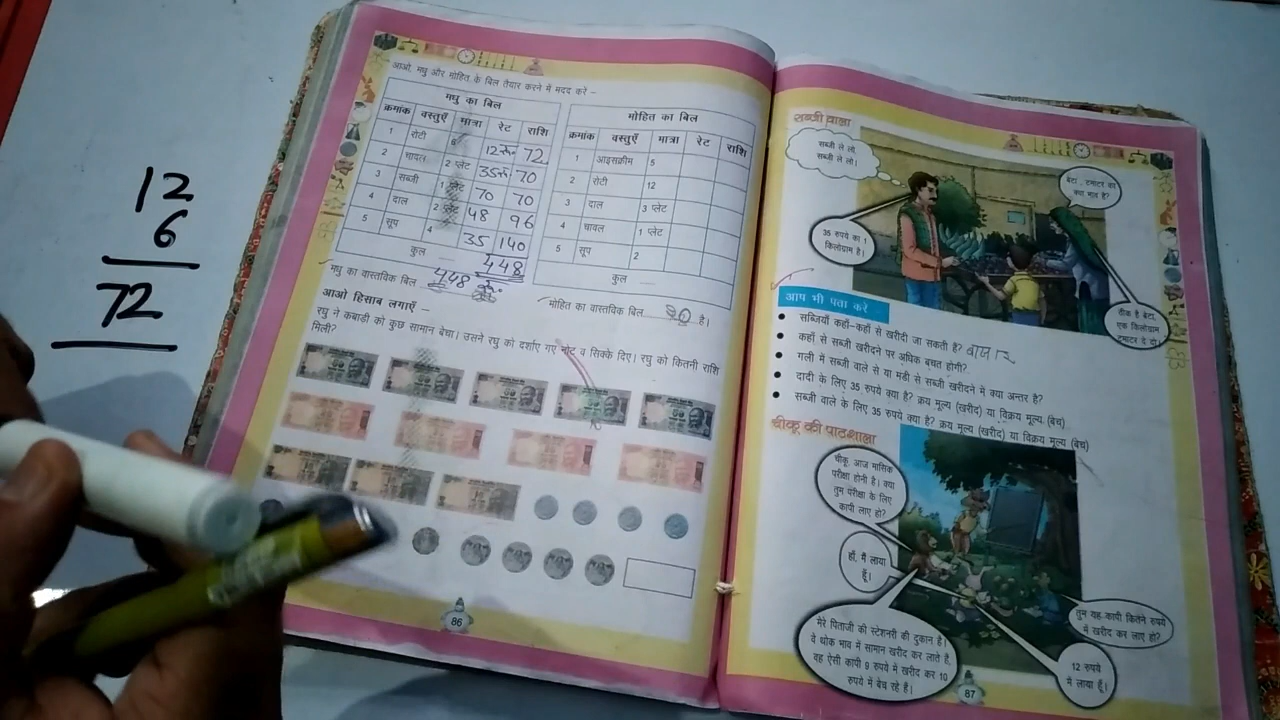 12
6
72
आओ, मधु और मोहित के बिल तैयार करने में मदद करें –
मधु का बिल
क्रमांक वस्तुएँ मात्रा रेट राशि
1 रोटी 6 12रू॰ 72
2 चावल 2 प्लेट 35रू॰ 70
3 सब्जी 1 प्लेट 70 70
4 दाल 2 प्लेट 48 96
5 सूप 4 35 140
कुल 448
मधु का वास्तविक बिल 448 रू॰
मोहित का बिल
क्रमांक वस्तुएँ मात्रा रेट राशि
1 आइसक्रीम 5
2 रोटी 12
3 दाल 3 प्लेट
4 चावल 1 प्लेट
5 सूप 2
कुल
मोहित का वास्तविक बिल है।
आओ हिसाब लगाएँ –
रघु ने कबाडी को कुछ सामान बेचा। उसने रघु को दर्शाए गए नोट व सिक्के दिए। रघु को कितनी राशि
मिली?
86
सब्जी वाला
सब्जी ले लो,
सब्जी ले लो।
बेटा, टमाटर का
क्या भाव है?
35 रुपये का 1
किलोग्राम है।
ठीक है बेटा,
एक किलोग्राम
टमाटर दे दो।
आप भी पता करें –
सब्जियाँ कहाँ-कहाँ से खरीदी जा सकती है? बाजार
कहाँ से सब्जी खरीदने पर अधिक बचत होगी?
गली में सब्जी वाले से या मंडी से सब्जी खरीदने में क्या अन्तर है?
दादी के लिए 35 रुपये क्या है? क्रय मूल्य (खरीद) या विक्रय मूल्य (बेच)
सब्जी वाले के लिए 35 रुपये क्या है? क्रय मूल्य (खरीद) या विक्रय मूल्य (बेच)
चीकू की पाठशाला
चीकू, आज मासिक
परीक्षा होनी है। क्या
तुम परीक्षा के लिए
कापी लाए हो?
हाँ, मैं लाया
हूँ।
मेरे पिताजी की स्टेशनरी की दुकान है।
वे थोक भाव में सामान खरीद कर लाते हैं,
वह ऐसी कापी 9 रुपये में खरीद कर 10
रुपये में बेच रहे है।
तुम यह कापी कितने रुपये
में खरीद कर लाए हो?
12 रुपये
में लाया हूँ।
87